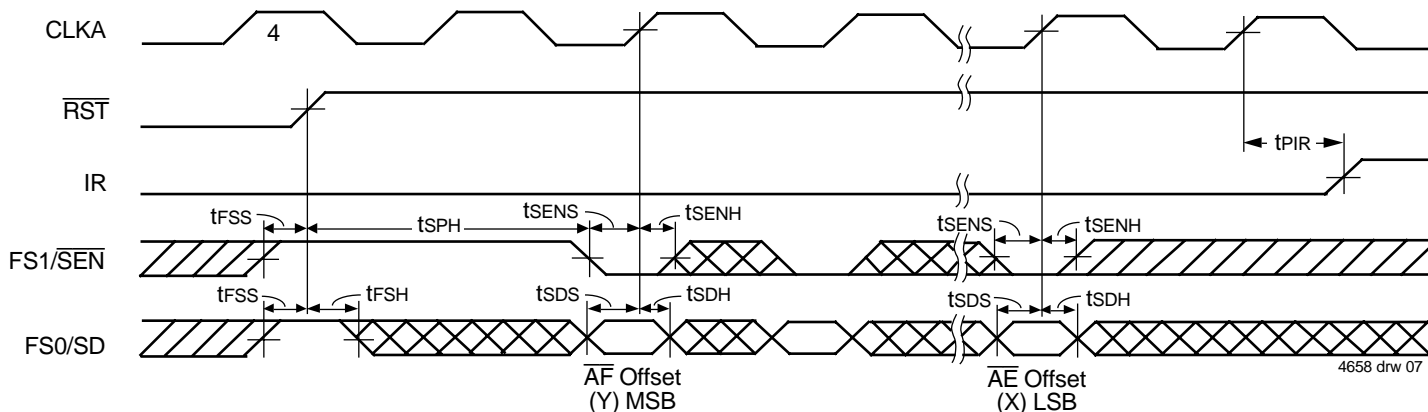 CLKA
4
RST
tPIR
IR
tFSS
tSPH
tSENS
tSENH
tSENS
tSENH
FS1/SEN
tFSS
tFSH
tSDS
tSDH
tSDS
tSDH
FS0/SD
4658 drw 07
AF Offset
(Y) MSB
AE Offset
(X) LSB